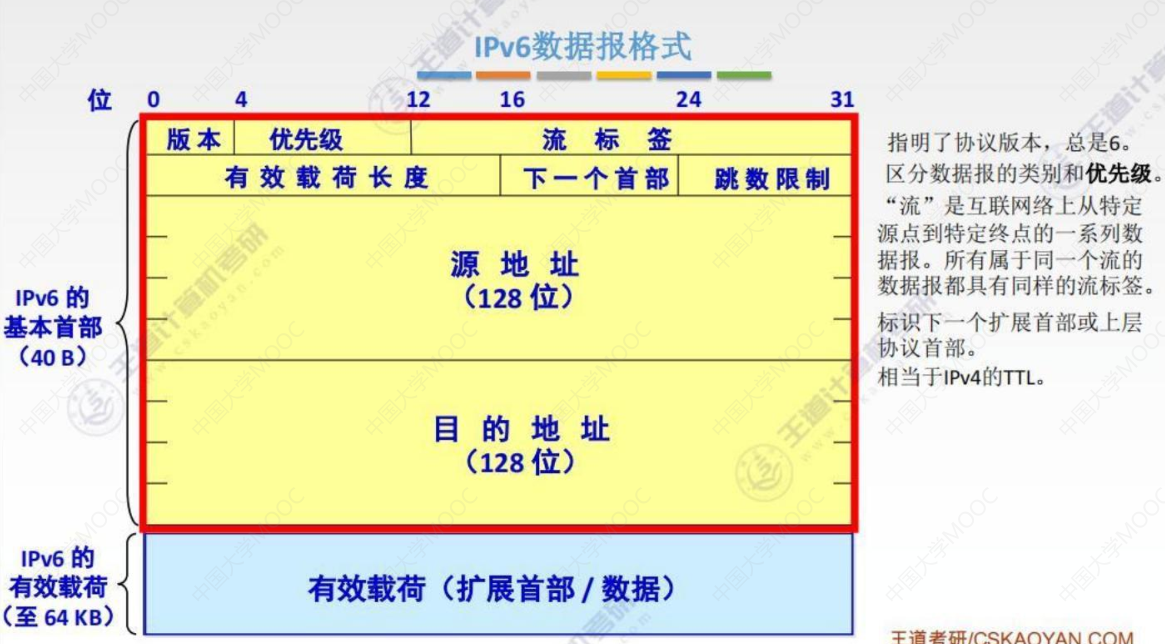 IPv6数据报格式
位 0 4 12 16 24 31
版本 优先级 流标签
有效载荷长度 下一个首部 跳数限制
源地址
（128 位）
目的地址
（128 位）
IPv6 的
基本首部
（40 B）
IPv6 的
有效载荷
（至 64 KB）
有效载荷（扩展首部 / 数据）
指明了协议版本，总是6。
区分数据报的类别和优先级。
“流”是互联网络上从特定
源点到特定终点的一系列数
据报。所有属于同一个流的
数据报都具有同样的流标签。
标识下一个扩展首部或上层
协议首部。
相当于IPv4的TTL。
王道考研/CSKAOYAN.COM